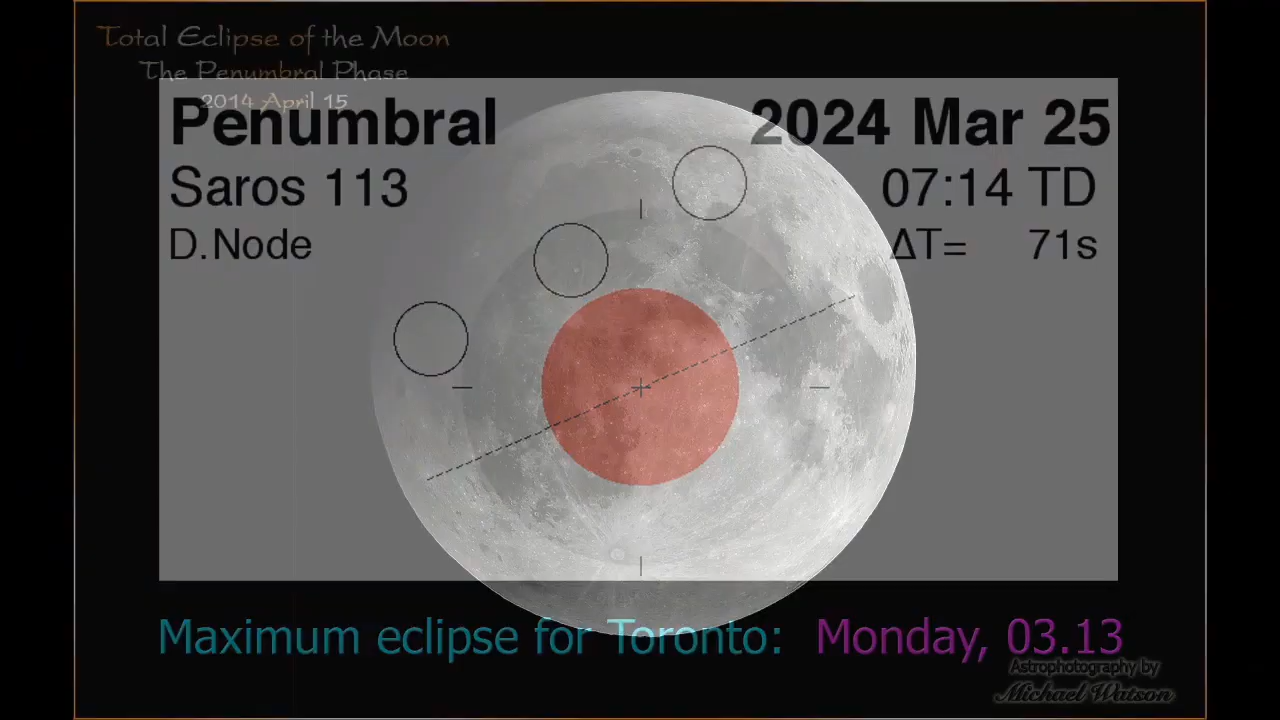 Total Eclipse of the Moon
The Penumbral Phase
2014 April 15
Penumbral
2024 Mar 25
Saros 113
07:14 TD
D.Node
ΔT= 71s
Maximum eclipse for Toronto: Monday, 03.13
Astrophotography by
Michael Watson